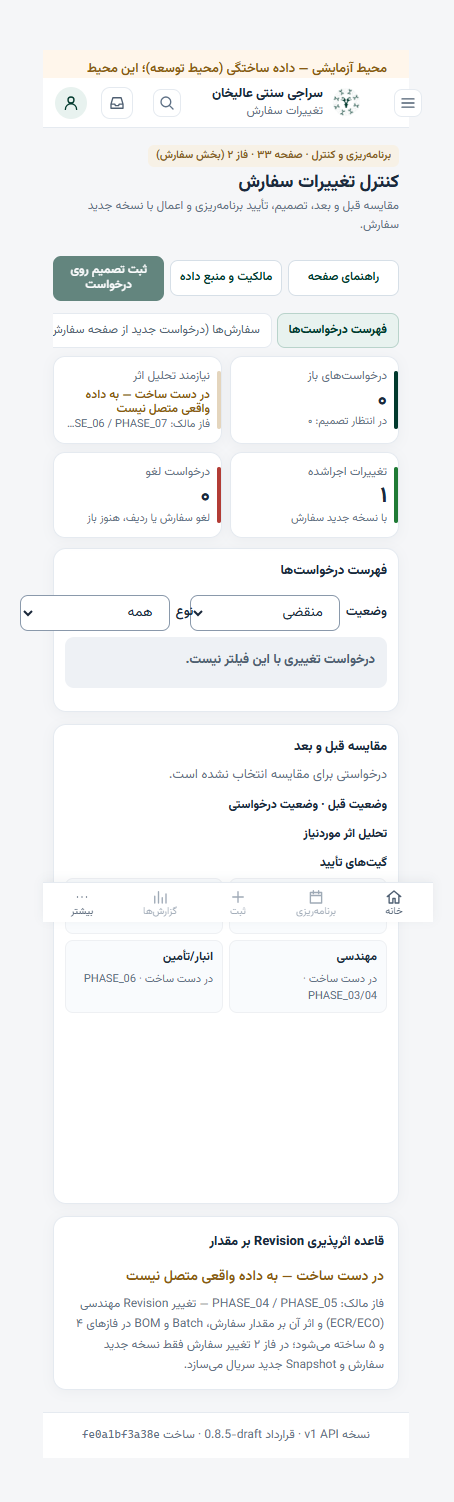 محیط آزمایشی — داده ساختگی (محیط توسعه)؛ این محیط
سراجی سنتی عالیخان
تغییرات سفارش
برنامه‌ریزی و کنترل · صفحه ۳۳ · فاز ۲ (بخش سفارش)
کنترل تغییرات سفارش
مقایسه قبل و بعد، تصمیم، تأیید برنامه‌ریزی و اعمال با نسخه جدید
سفارش.
راهنمای صفحه
مالکیت و منبع داده
ثبت تصمیم روی
درخواست
فهرست درخواست‌ها
سفارش‌ها (درخواست جدید از صفحه سفارش
درخواست‌های باز
۰
در انتظار تصمیم: ۰
نیازمند تحلیل اثر
در دست ساخت — به داده
واقعی متصل نیست
فاز مالک: SE_06 / PHASE_07...
تغییرات اجراشده
۱
با نسخه جدید سفارش
درخواست لغو
۰
لغو سفارش یا ردیف، هنوز باز
فهرست درخواست‌ها
وضعیت
منقضی
نوع
همه
درخواست تغییری با این فیلتر نیست.
مقایسه قبل و بعد
درخواستی برای مقایسه انتخاب نشده است.
وضعیت قبل · وضعیت درخواستی
تحلیل اثر موردنیاز
گیت‌های تأیید
خانه
برنامه‌ریزی
ثبت
گزارش‌ها
بیشتر
مهندسی
در دست ساخت ·
PHASE_03/04
انبار/تأمین
در دست ساخت · PHASE_06
قاعده اثرپذیری Revision بر مقدار
در دست ساخت — به داده واقعی متصل نیست
فاز مالک: PHASE_04 / PHASE_05 — تغییر Revision مهندسی
(ECR/ECO) و اثر آن بر مقدار سفارش، Batch و BOM در فازهای ۴
و ۵ ساخته می‌شود؛ در فاز ۲ تغییر سفارش فقط نسخه جدید
سفارش و Snapshot جدید سریال می‌سازد.
نسخه v1 API · قرارداد 0.8.5-draft · ساخت fe0a1bf3a38e